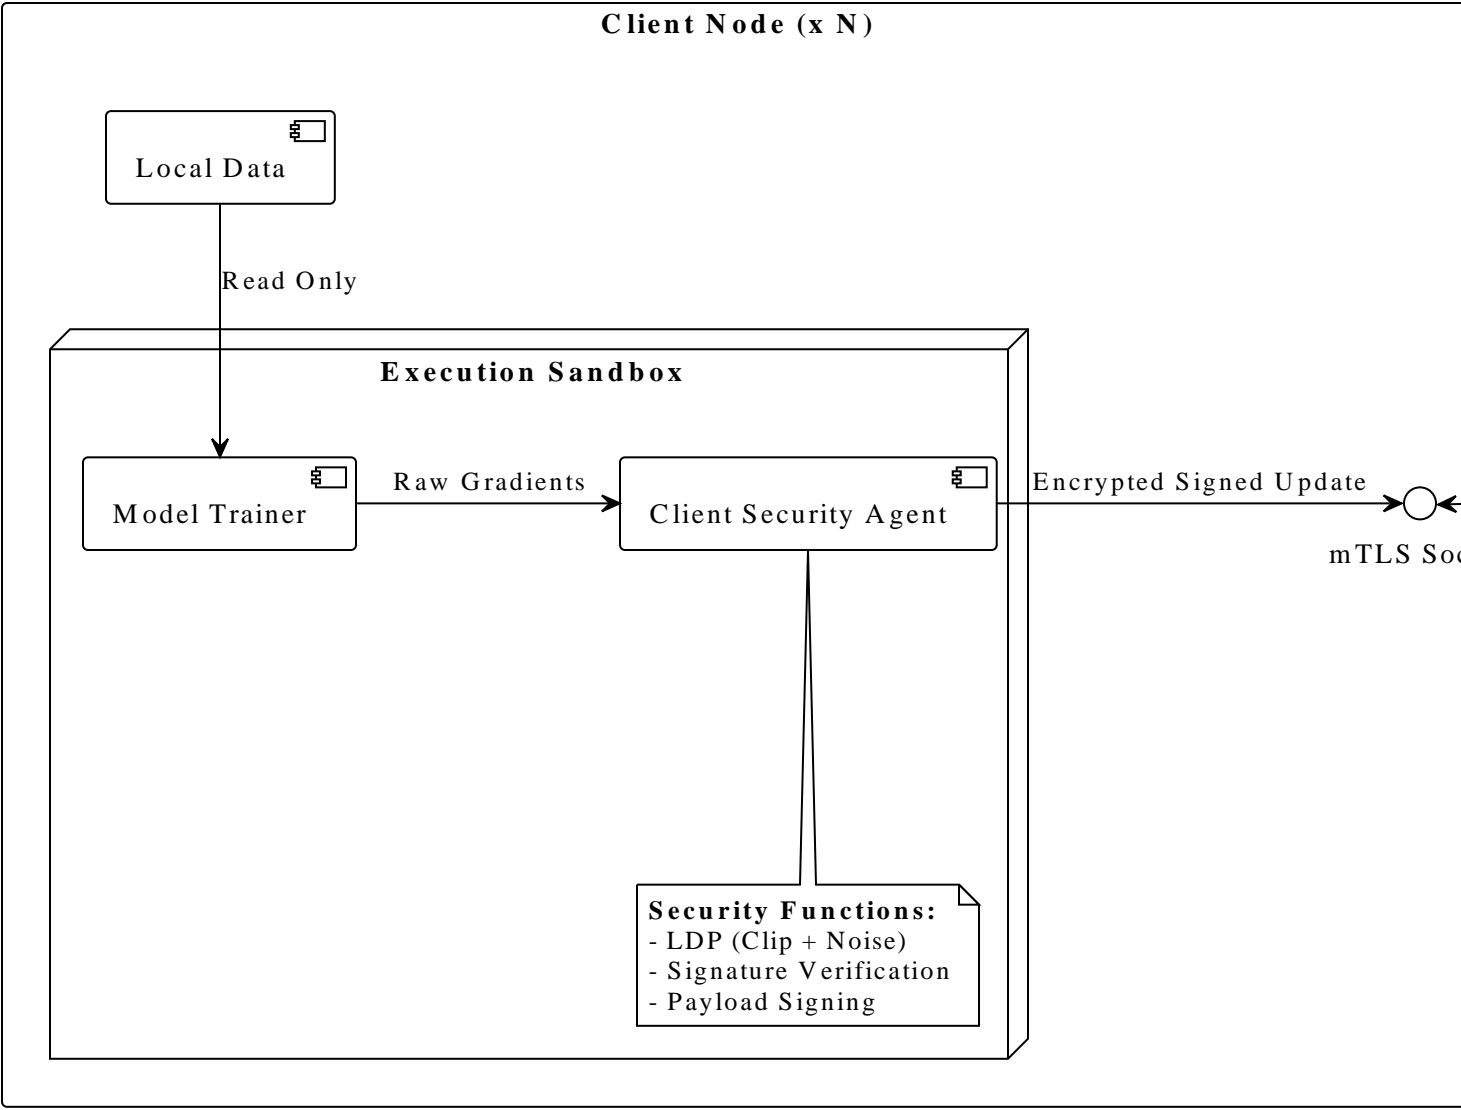 Client Node (x N)
Local Data
Read Only
Execution Sandbox
Model Trainer
Raw Gradients
Client Security Agent
Encrypted Signed Update
mTLS
Security Functions:
- LDP (Clip + Noise)
- Signature Verification
- Payload Signing